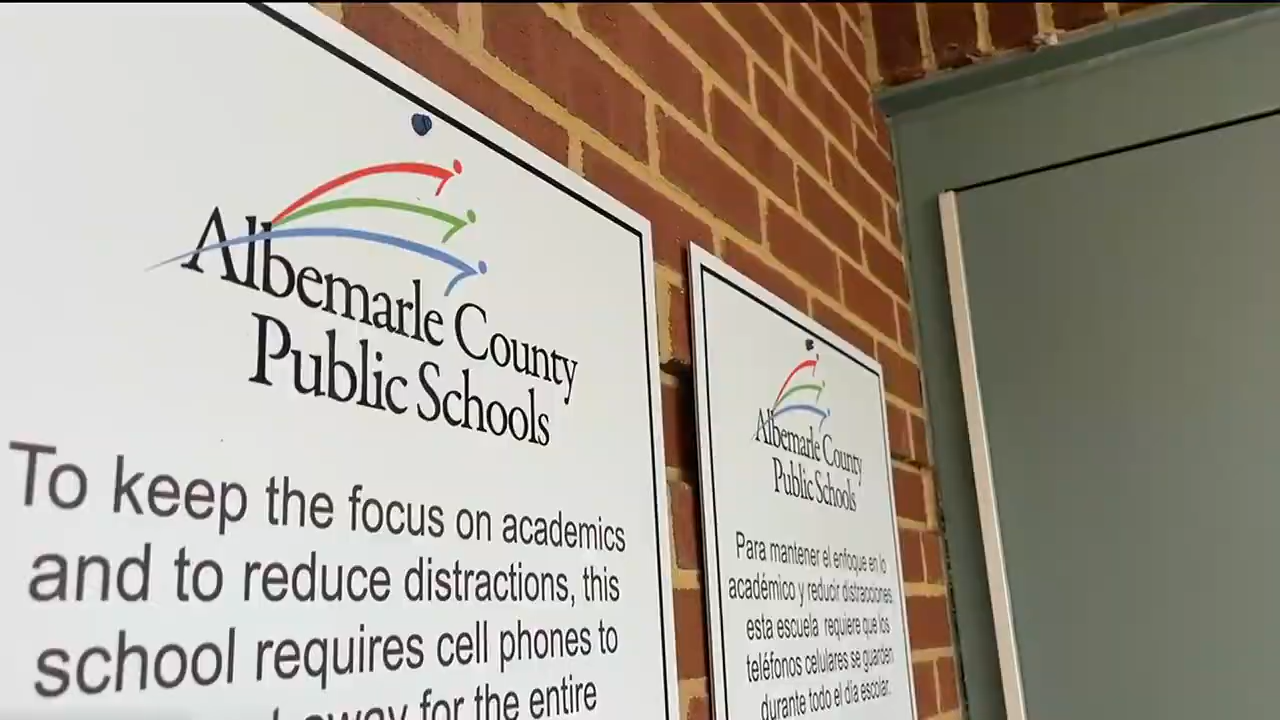 Albemarle County
Public Schools
To keep the focus on academics
and to reduce distractions, this
school requires cell phones to
away for the entire
Albemarle County
Public Schools
Para mantener el enfoque en lo
académico y reducir distracciones,
esta escuela requiere que los
teléfonos celulares se guarden
durante todo el día escolar.